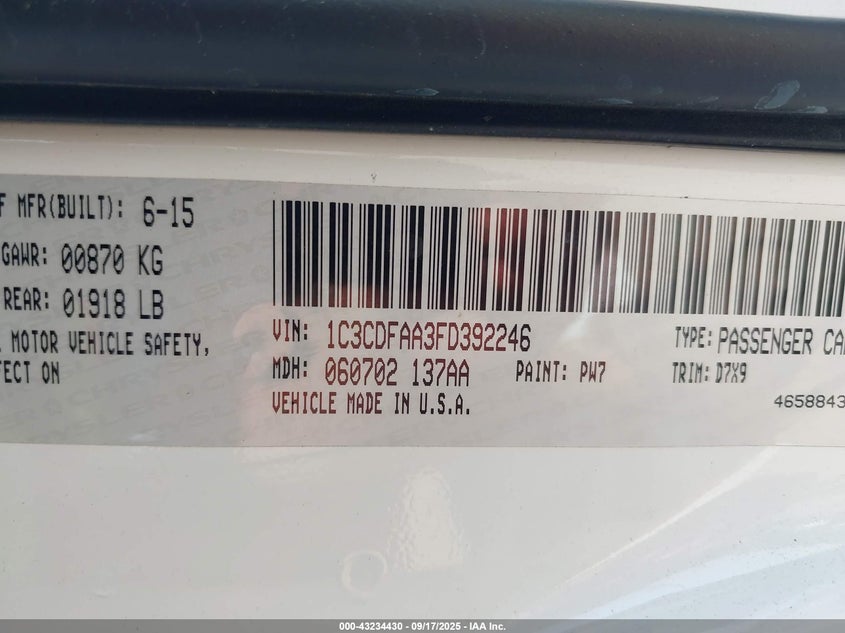 F MFR(BUILT): 6-15
GAWR: 00870 KG
REAR: 01918 LB
MOTOR VEHICLE SAFETY,
FECT ON
VIN: 1C3CDFAA3FD392246
TYPE: PASSENGER CA
MDH: 060702 137AA
PAINT: PW7
TRIM: D7X9
VEHICLE MADE IN U.S.A.
4658843
000-43234430 - 09/17/2025 - IAA Inc.